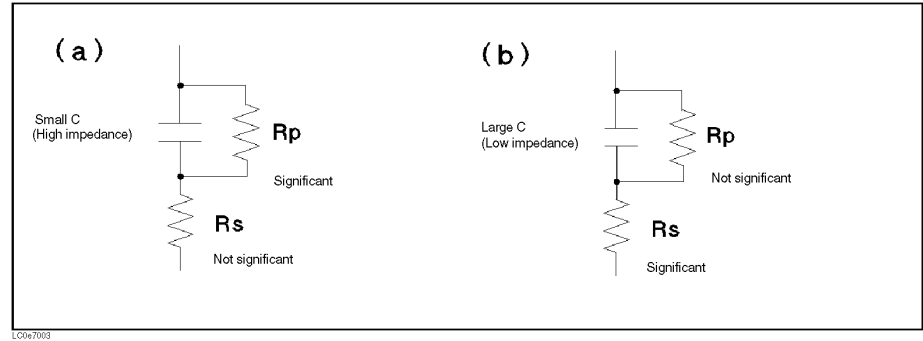 (a)
Small C
(High impedance)
Rp
Significant
Rs
Not significant
(b)
Large C
(Low impedance)
Rp
Not significant
Rs
Significant
LC0e7003